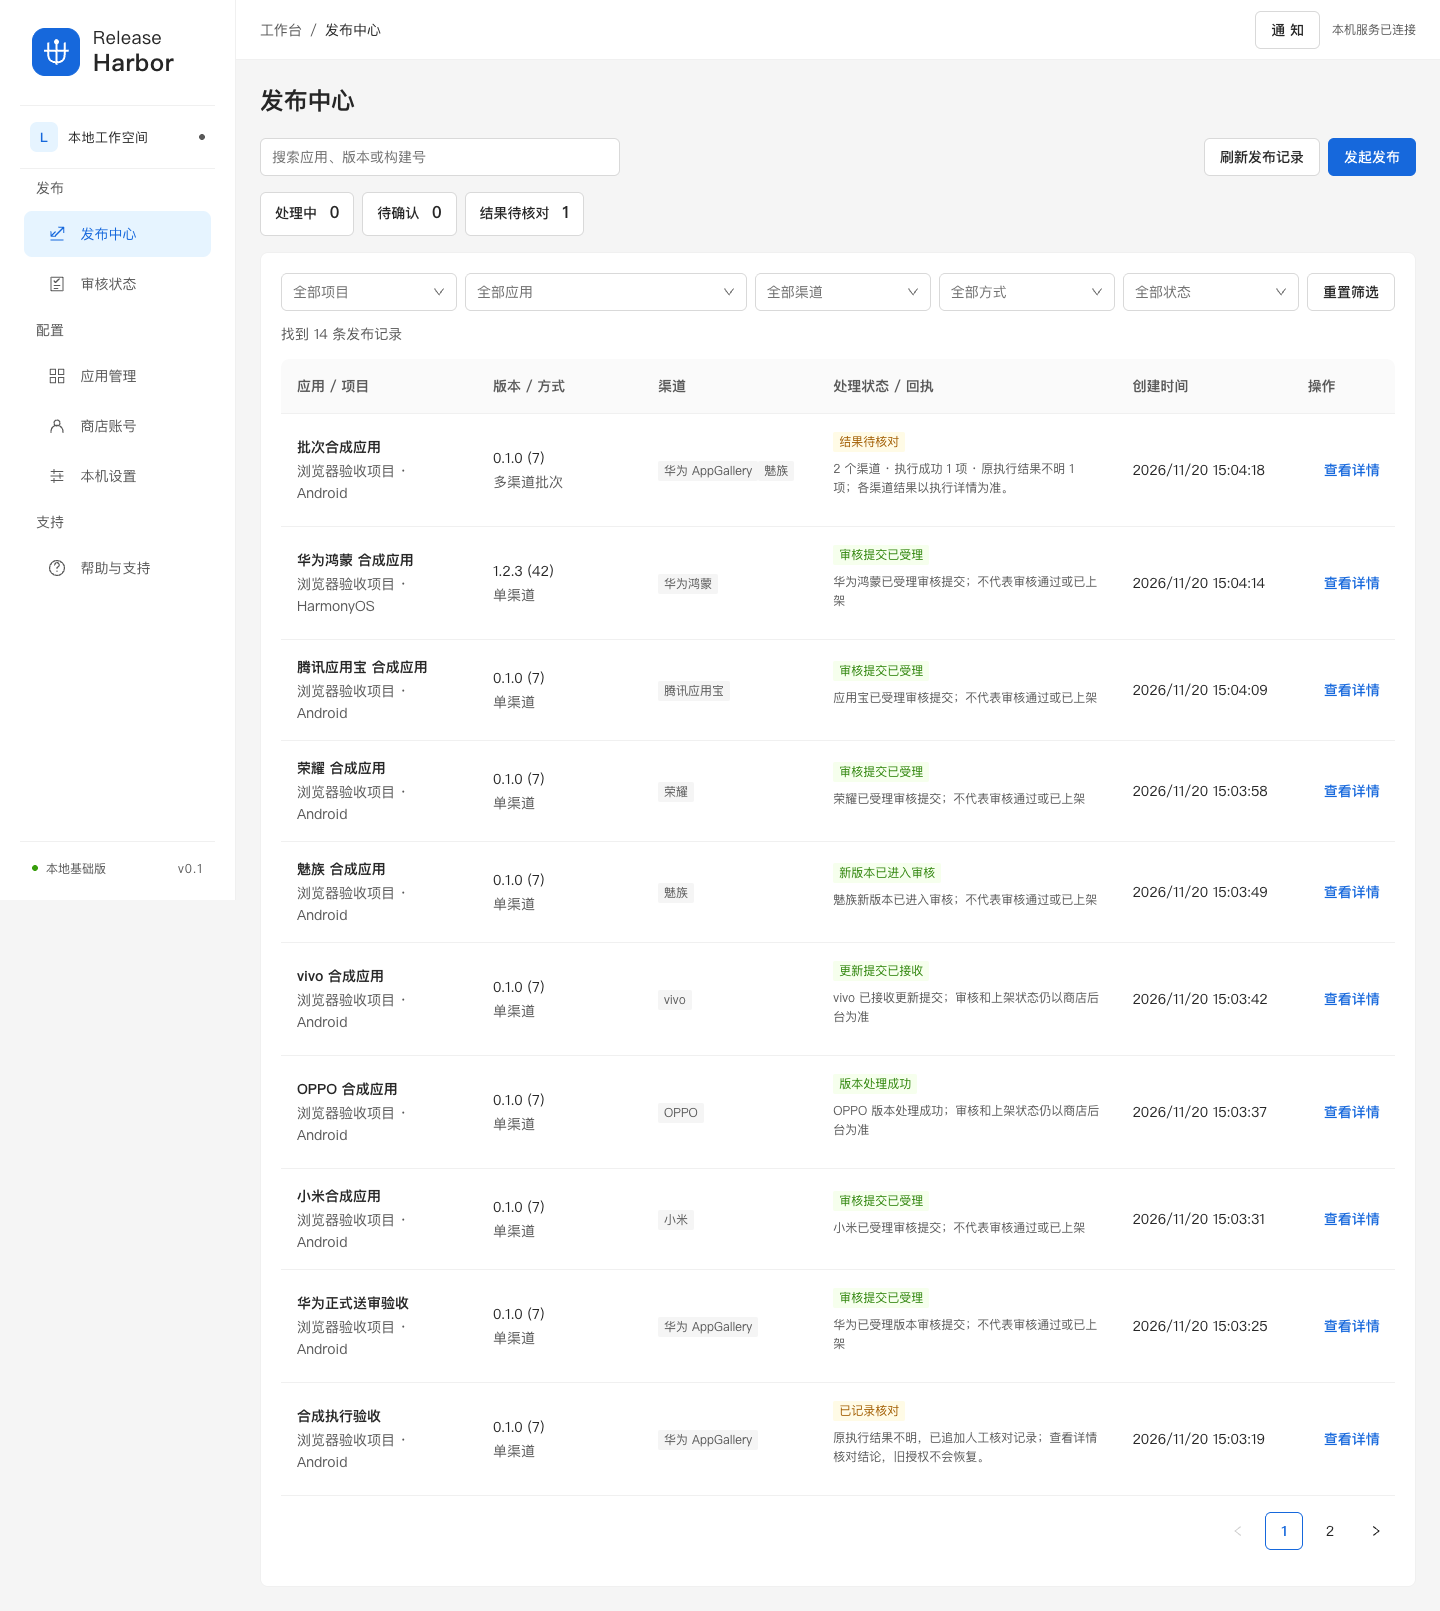 Release
Harbor
L 本地工作空间
发布
发布中心
审核状态
配置
应用管理
商店账号
本机设置
支持
帮助与支持
本地基础版 v0.1
工作台 / 发布中心
通 知 本机服务已连接
发布中心
搜索应用、版本或构建号
刷新发布记录 发起发布
处理中 0 待确认 0 结果待核对 1
全部项目 全部应用 全部渠道 全部方式 全部状态 重置筛选
找到 14 条发布记录
应用 / 项目 版本 / 方式 渠道 处理状态 / 回执 创建时间 操作
批次合成应用
浏览器验收项目 ·
Android
0.1.0 (7)
多渠道批次
华为 AppGallery 魅族
结果待核对
2 个渠道 · 执行成功 1 项 · 原执行结果不明 1
项；各渠道结果以执行详情为准。
2026/11/20 15:04:18 查看详情
华为鸿蒙 合成应用
浏览器验收项目 ·
HarmonyOS
1.2.3 (42)
单渠道
华为鸿蒙
审核提交已受理
华为鸿蒙已受理审核提交；不代表审核通过或已上
架
2026/11/20 15:04:14 查看详情
腾讯应用宝 合成应用
浏览器验收项目 ·
Android
0.1.0 (7)
单渠道
腾讯应用宝
审核提交已受理
应用宝已受理审核提交；不代表审核通过或已上架
2026/11/20 15:04:09 查看详情
荣耀 合成应用
浏览器验收项目 ·
Android
0.1.0 (7)
单渠道
荣耀
审核提交已受理
荣耀已受理审核提交；不代表审核通过或已上架
2026/11/20 15:03:58 查看详情
魅族 合成应用
浏览器验收项目 ·
Android
0.1.0 (7)
单渠道
魅族
新版本已进入审核
魅族新版本已进入审核；不代表审核通过或已上架
2026/11/20 15:03:49 查看详情
vivo 合成应用
浏览器验收项目 ·
Android
0.1.0 (7)
单渠道
vivo
更新提交已接收
vivo 已接收更新提交；审核和上架状态仍以商店后
台为准
2026/11/20 15:03:42 查看详情
OPPO 合成应用
浏览器验收项目 ·
Android
0.1.0 (7)
单渠道
OPPO
版本处理成功
OPPO 版本处理成功；审核和上架状态仍以商店后
台为准
2026/11/20 15:03:37 查看详情
小米合成应用
浏览器验收项目 ·
Android
0.1.0 (7)
单渠道
小米
审核提交已受理
小米已受理审核提交；不代表审核通过或已上架
2026/11/20 15:03:31 查看详情
华为正式送审验收
浏览器验收项目 ·
Android
0.1.0 (7)
单渠道
华为 AppGallery
审核提交已受理
华为已受理版本审核提交；不代表审核通过或已上
架
2026/11/20 15:03:25 查看详情
合成执行验收
浏览器验收项目 ·
Android
0.1.0 (7)
单渠道
华为 AppGallery
已记录核对
原执行结果不明，已追加人工核对记录；查看详情
核对结论，旧授权不会恢复。
2026/11/20 15:03:19 查看详情
1 2